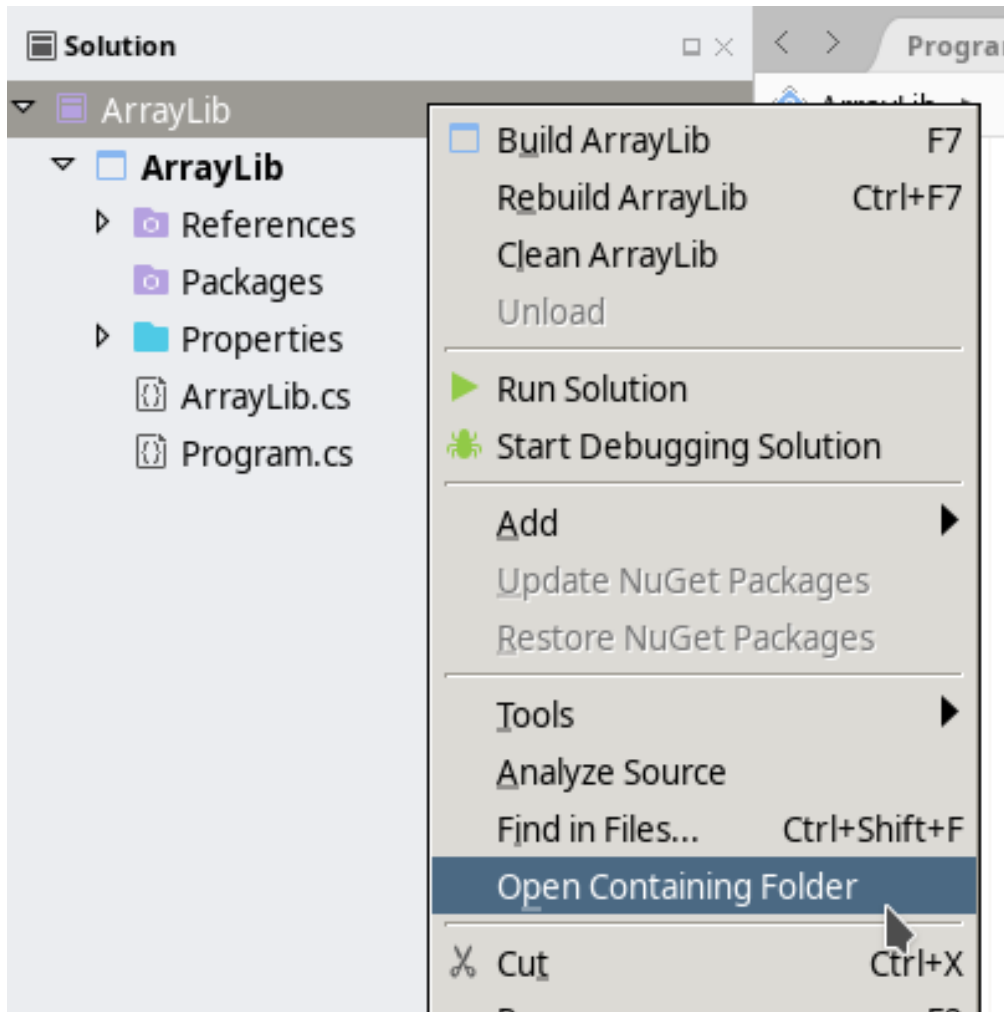 Solution
Progra
ArrayLib
ArrayLib
References
Packages
Properties
ArrayLib.cs
Program.cs
Build ArrayLib F7
Rebuild ArrayLib Ctrl+F7
Clean ArrayLib
Unload
Run Solution
Start Debugging Solution
Add
Update NuGet Packages
Restore NuGet Packages
Tools
Analyze Source
Find in Files... Ctrl+Shift+F
Open Containing Folder
Cut Ctrl+X